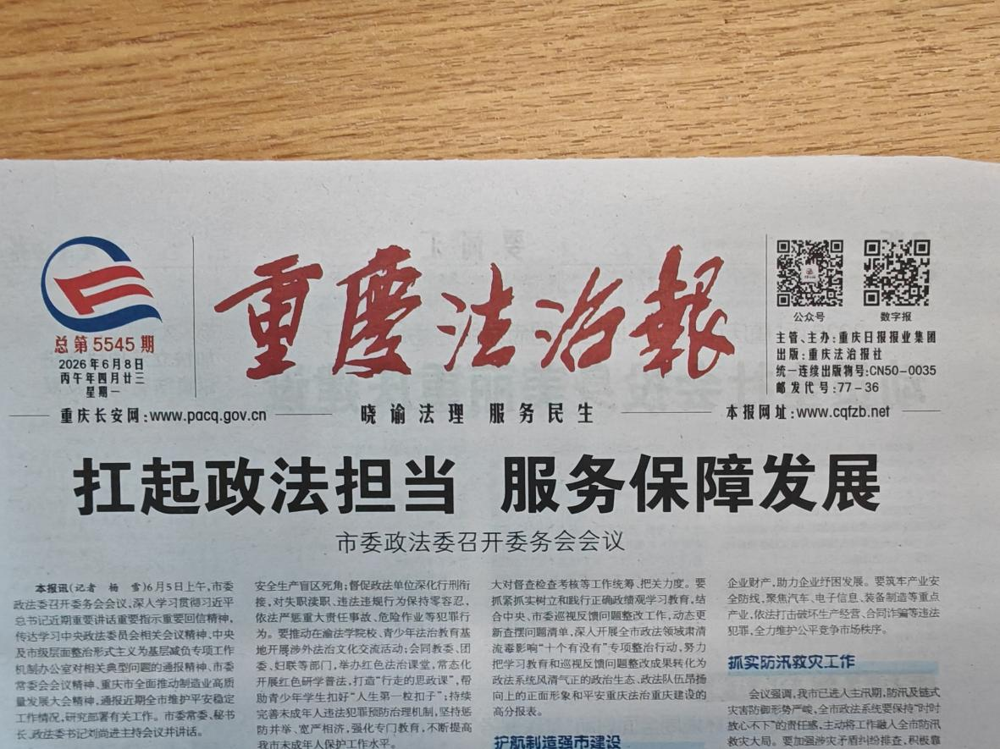 总第5545期
2026年6月8日
丙午年四月廿三
星期一
重慶法治報
公众号
数字报
主管、主办:重庆日报报业集团
出版:重庆法治报社
统一连续出版物号:CN50-0035
邮发代号:77-36
重庆长安网:www.pacq.gov.cn
晓谕法理 服务民生
本报网址:www.cqfzb.net
扛起政法担当 服务保障发展
市委政法委召开委务会会议
本报讯(记者 杨 雪)6月5日上午,市委
政法委召开委务会会议,深入学习贯彻习近平
总书记近期重要讲话重要指示重要回信精神,
传达学习中央政法委员会相关会议精神、中央
及市级层面整治形式主义为基层减负专项工作
机制办公室对相关典型问题的通报精神、市委
常委会会议精神、重庆市全面推动制造业高质
量发展大会精神,通报近期全市维护平安稳定
工作情况,研究部署有关工作。市委常委、秘书
长、政法委书记刘尚进主持会议并讲话。
安全生产盲区死角;督促政法单位深化行刑衔
接,对失职渎职、违法违规行为保持零容忍,
依法严惩重大责任事故、危险作业等犯罪行
为。要推动在渝法学院校、青少年法治教育基
地开展涉外法治文化交流活动;会同教委、团
委、妇联等部门,举办红色法治课堂,常态化
开展红色研学普法,打造“行走的思政课”,帮
助青少年学生扣好“人生第一粒扣子”;持续
完善未成年人违法犯罪预防治理机制,坚持惩
防并举、宽严相济,强化专门教育,不断提高
我市未成年人保护工作水平。
大对督查检查考核等工作统筹、把关力度。要
抓紧抓实树立和践行正确政绩观学习教育,结
合中央、市委巡视反馈问题整改工作,动态更
新查摆问题清单,深入开展全市政法领域肃清
流毒影响“十个有没有”专项整治行动,努力
把学习教育和巡视反馈问题整改成果转化为
政法系统风清气正的政治生态、政法队伍昂扬
向上的正面形象和平安重庆法治重庆建设的
高分报表。
护航制造强市建设
企业财产,助力企业纾困发展。要筑牢产业安
全防线,聚焦汽车、电子信息、装备制造等重点
产业,依法打击破坏生产经营、合同诈骗等违法
犯罪,全力维护公平竞争市场秩序。
抓实防汛救灾工作
会议强调,我市已进入主汛期,防汛及链式
灾害防御形势严峻,全市政法系统要保持“时时
放心不下”的责任感,主动将工作融入全市防汛
救灾大局。要加强涉灾矛盾纠纷排查,积极靠